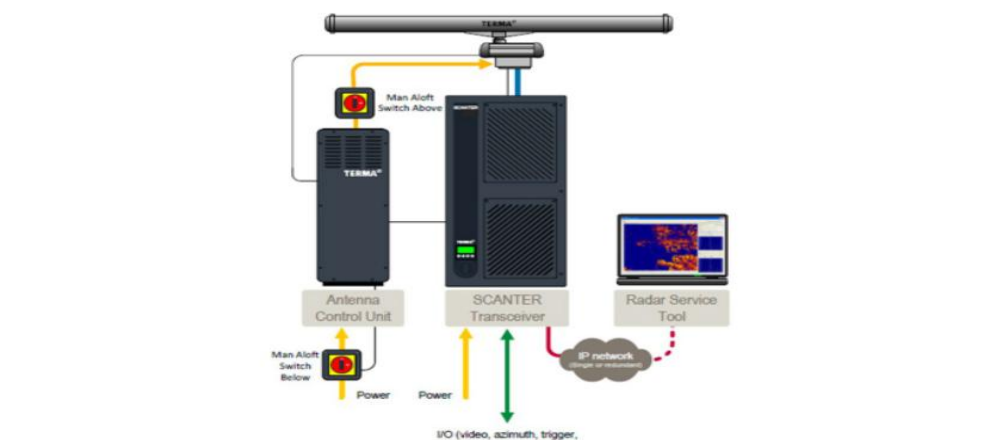 TERMA
Man Aloft
Switch Above
SCANTER
TERMA
TERMA
Antenna
Control Unit
SCANTER
Transceiver
Radar Service
Tool
Man Aloft
Switch
Below
Power
Power
IP network
(Single or redundant)
I/O (video, azimuth, trigger,